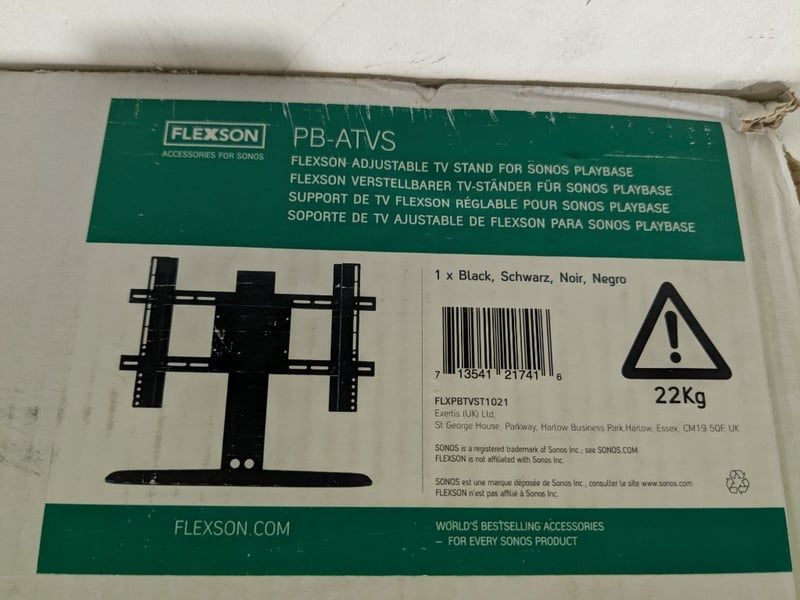 FLEXSON
ACCESSORIES FOR SONOS
PB-ATVS
FLEXSON ADJUSTABLE TV STAND FOR SONOS PLAYBASE
FLEXSON VERSTELLBARER TV-STÄNDER FÜR SONOS PLAYBASE
SUPPORT DE TV FLEXSON RÉGLABLE POUR SONOS PLAYBASE
SOPORTE DE TV AJUSTABLE DE FLEXSON PARA SONOS PLAYBASE
1 x Black, Schwarz, Noir, Negro
7 13541 21741 6
22Kg
FLXPBTVST1021
Exertis (UK) Ltd,
St George House, Parkway, Harlow Business Park,Harlow, Essex, CM19 5QF, UK
SONOS is a registered trademark of Sonos Inc.; see SONOS.COM
FLEXSON is not affiliated with Sonos Inc.
SONOS est une marque déposée de Sonos Inc., consulter le site www.sonos.com
FLEXSON n'est pas affilié à Sonos Inc.
FLEXSON.COM
WORLD'S BESTSELLING ACCESSORIES
– FOR EVERY SONOS PRODUCT